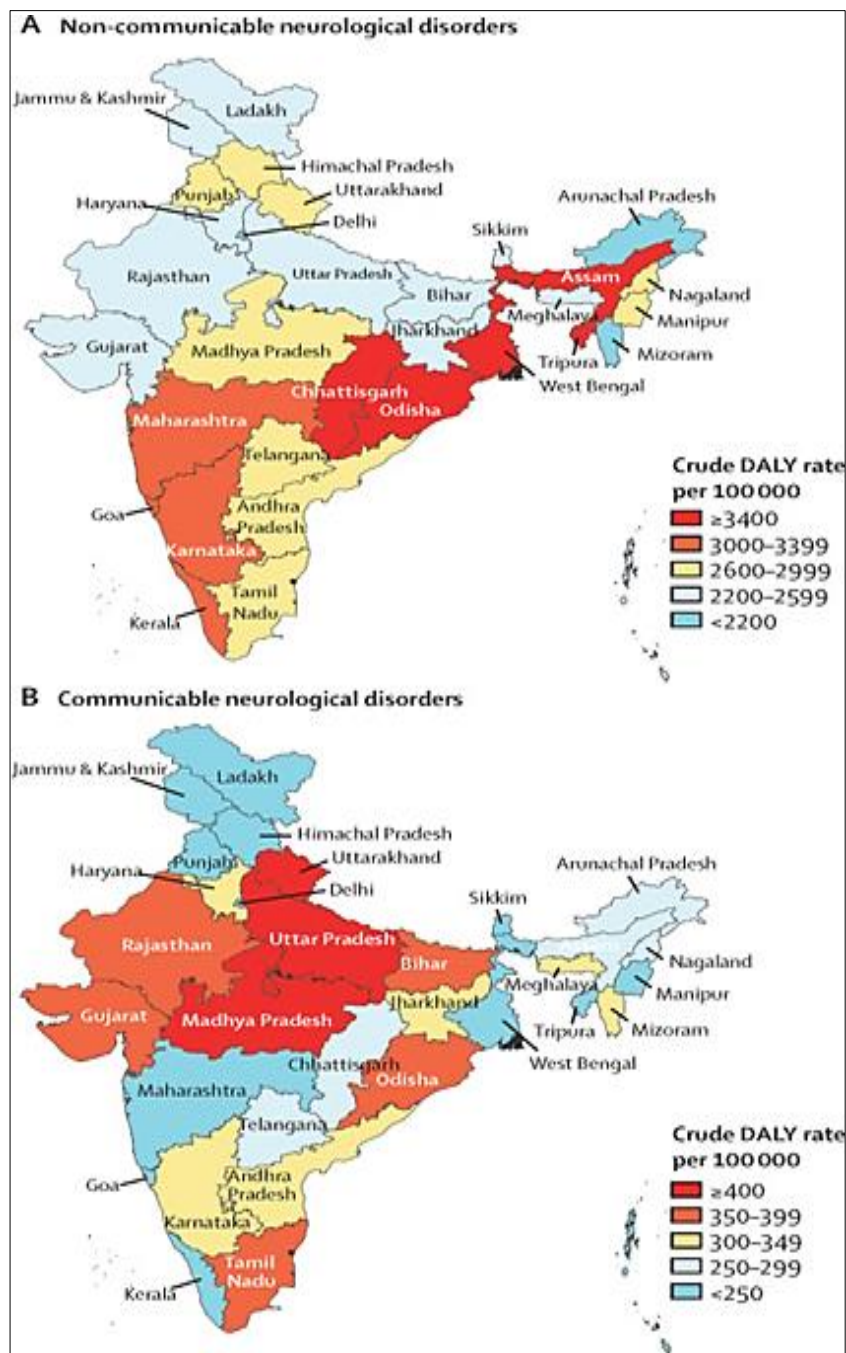 A Non-communicable neurological disorders
Jammu & Kashmir
Ladakh
Himachal Pradesh
Punjab
Uttarakhand
Haryana
Delhi
Arunachal Pradesh
Sikkim
Rajasthan
Uttar Pradesh
Assam
Bihar
Nagaland
Meghalaya
Manipur
Gujarat
Jharkhand
Madhya Pradesh
Tripura
Mizoram
West Bengal
Chhattisgarh
Odisha
Maharashtra
Telangana
Goa
Andhra
Pradesh
Karnataka
Tamil
Nadu
Kerala
Crude DALY rate
per 100 000
≥3400
3000–3399
2600–2999
2200–2599
<2200
B Communicable neurological disorders
Jammu & Kashmir
Ladakh
Himachal Pradesh
Punjab
Uttarakhand
Haryana
Delhi
Arunachal Pradesh
Sikkim
Rajasthan
Uttar Pradesh
Bihar
Nagaland
Meghalaya
Manipur
Gujarat
Jharkhand
Madhya Pradesh
Tripura
Mizoram
West Bengal
Chhattisgarh
Odisha
Maharashtra
Telangana
Goa
Andhra
Pradesh
Karnataka
Tamil
Nadu
Kerala
Crude DALY rate
per 100 000
≥400
350–399
300–349
250–299
<250